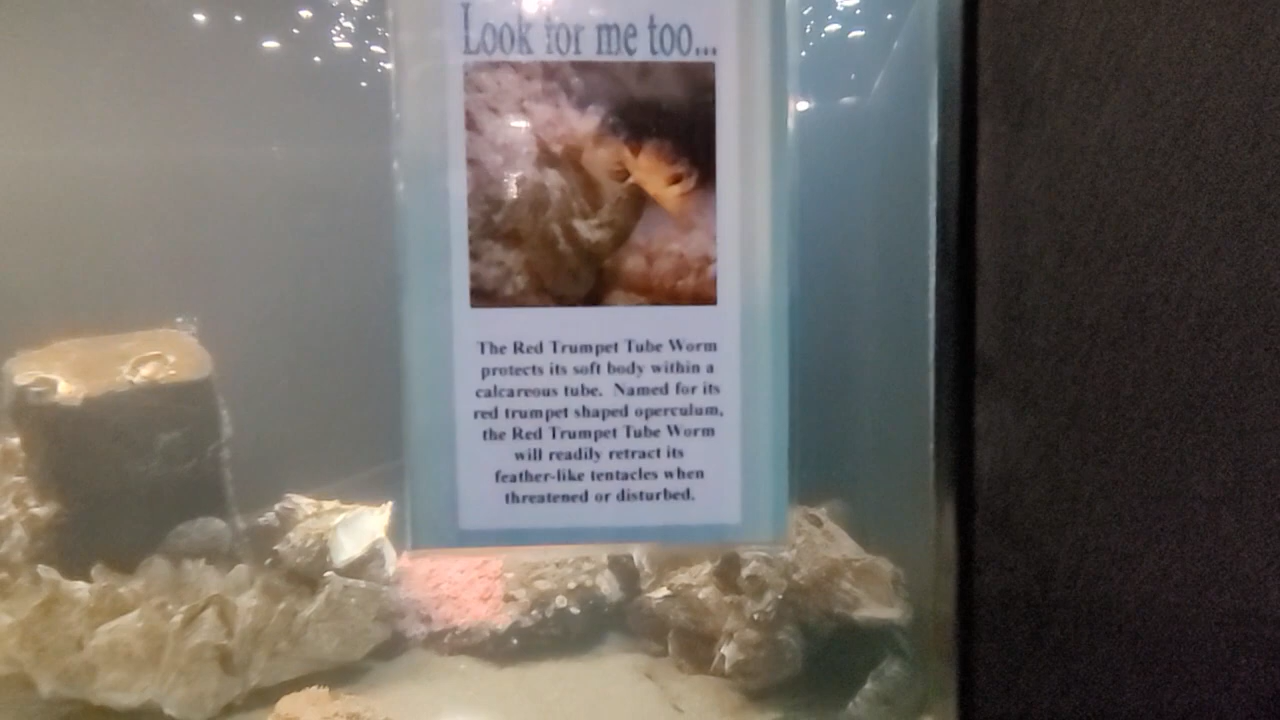 Look for me too...
The Red Trumpet Tube Worm
protects its soft body within a
calcareous tube. Named for its
red trumpet shaped operculum,
the Red Trumpet Tube Worm
will readily retract its
feather-like tentacles when
threatened or disturbed.